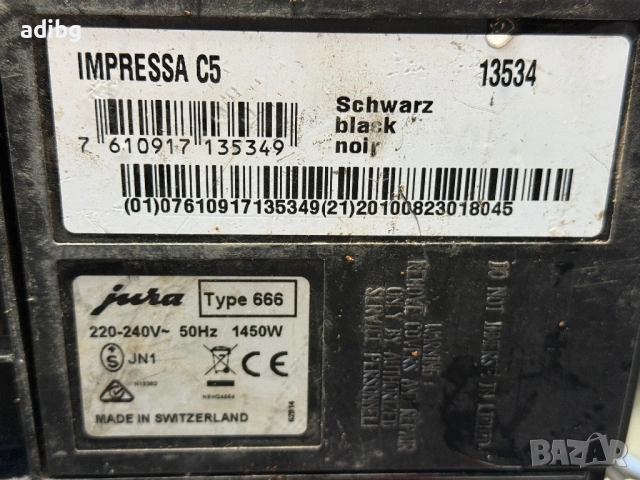 adibg
IMPRESSA C5 13534
Schwarz
black
noir
7 610917 135349
(01)07610917135349(21)20100823018045
jura Type 666
220-240V~ 50Hz 1450W
S JN1
CE
MADE IN SWITZERLAND
WARNING:
REMOVE COVERS FOR REPAIR
ONLY BY AUTHORIZED
SERVICE PERSONNEL
DO NOT IMMERSE IN LIQUID
BAZAR